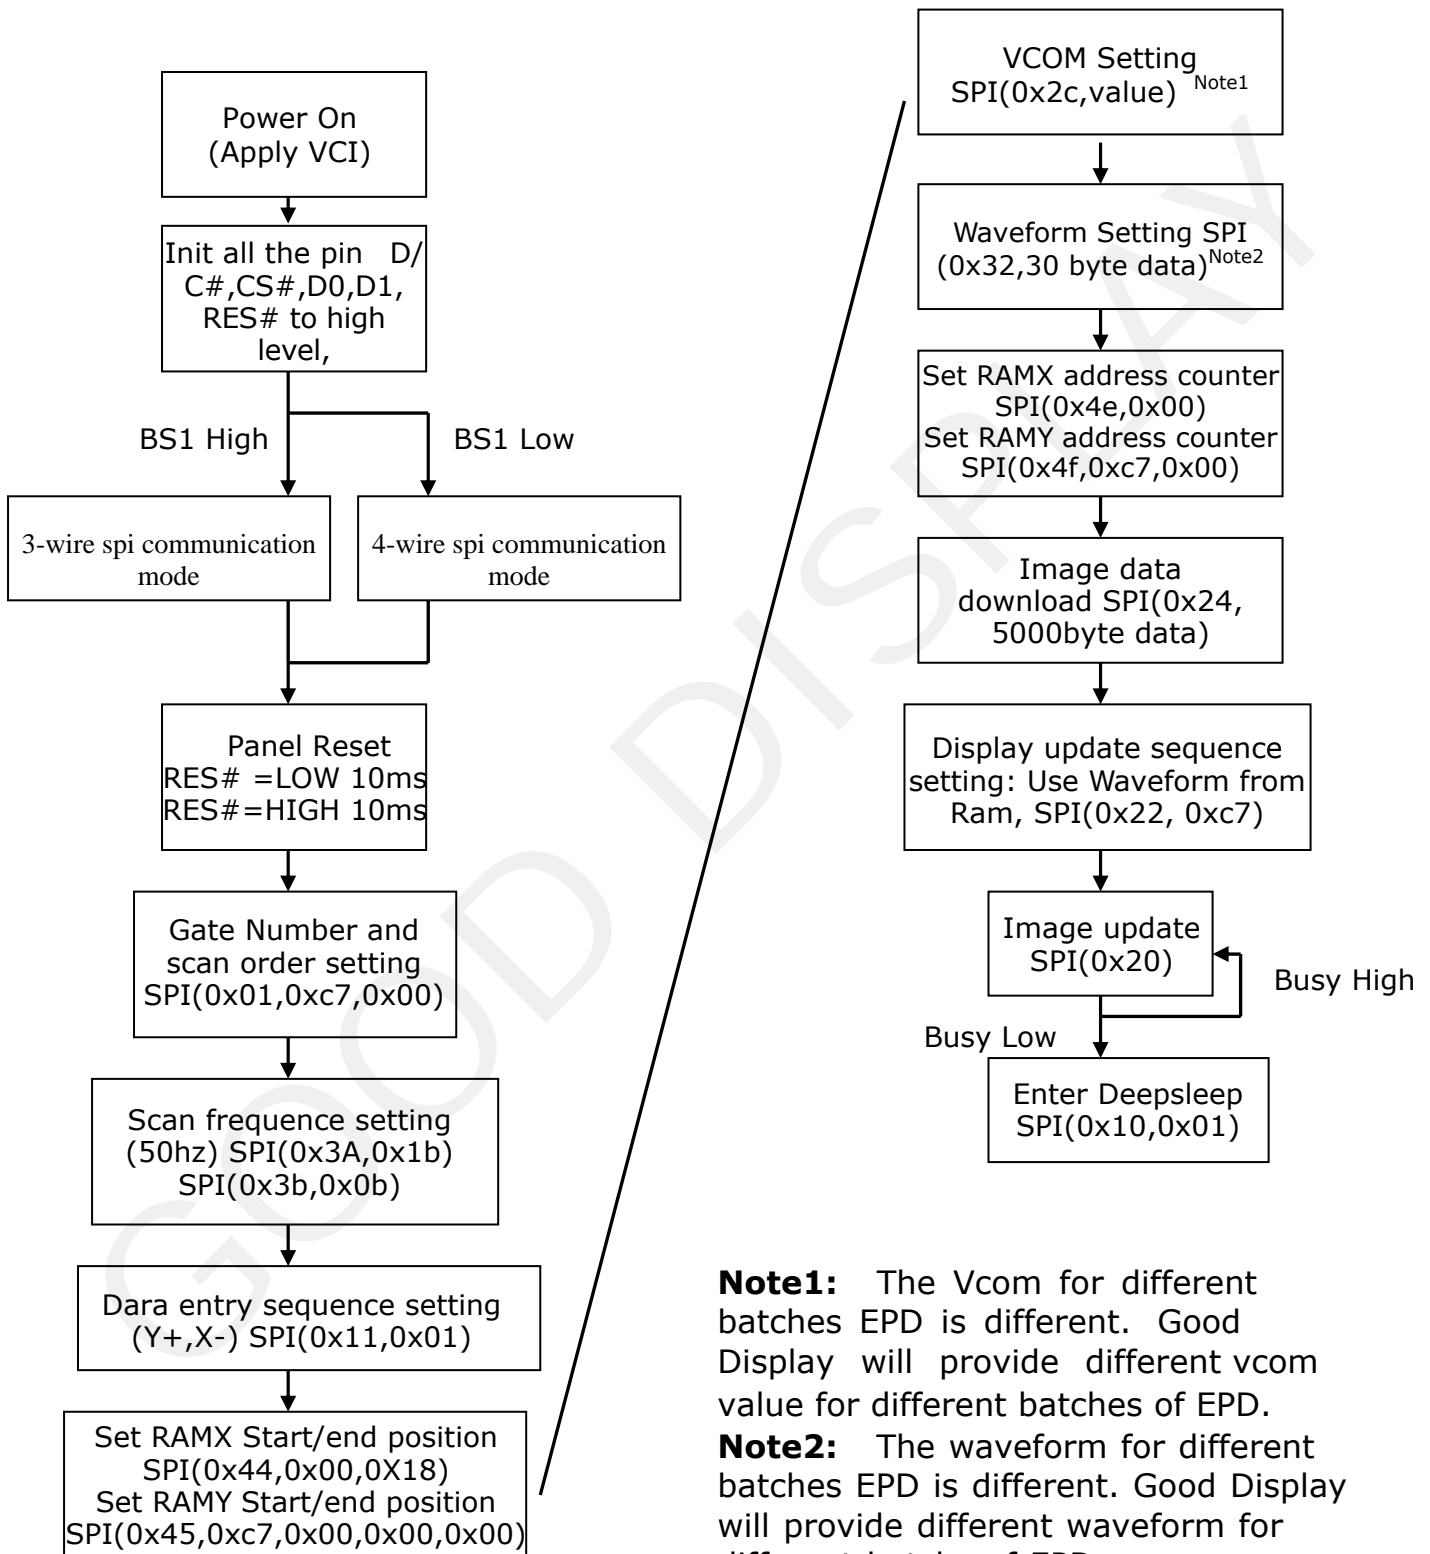 Power On
(Apply VCI)
Init all the pin D/
C#,CS#,D0,D1,
RES# to high
level,
BS1 High
BS1 Low
3-wire spi communication
mode
4-wire spi communication
mode
Panel Reset
RES# =LOW 10ms
RES#=HIGH 10ms
Gate Number and
scan order setting
SPI(0x01,0xc7,0x00)
Scan frequence setting
(50hz) SPI(0x3A,0x1b)
SPI(0x3b,0x0b)
Dara entry sequence setting
(Y+,X-) SPI(0x11,0x01)
Set RAMX Start/end position
SPI(0x44,0x00,0X18)
Set RAMY Start/end position
SPI(0x45,0xc7,0x00,0x00,0x00)
VCOM Setting
SPI(0x2c,value) Note1
Waveform Setting SPI
(0x32,30 byte data)Note2
Set RAMX address counter
SPI(0x4e,0x00)
Set RAMY address counter
SPI(0x4f,0xc7,0x00)
Image data
download SPI(0x24,
5000byte data)
Display update sequence
setting: Use Waveform from
Ram, SPI(0x22, 0xc7)
Image update
SPI(0x20)
Busy High
Busy Low
Enter Deepsleep
SPI(0x10,0x01)
Note1: The Vcom for different
batches EPD is different. Good
Display will provide different vcom
value for different batches of EPD.
Note2: The waveform for different
batches EPD is different. Good Display
will provide different waveform for
GOOD DISPLAY